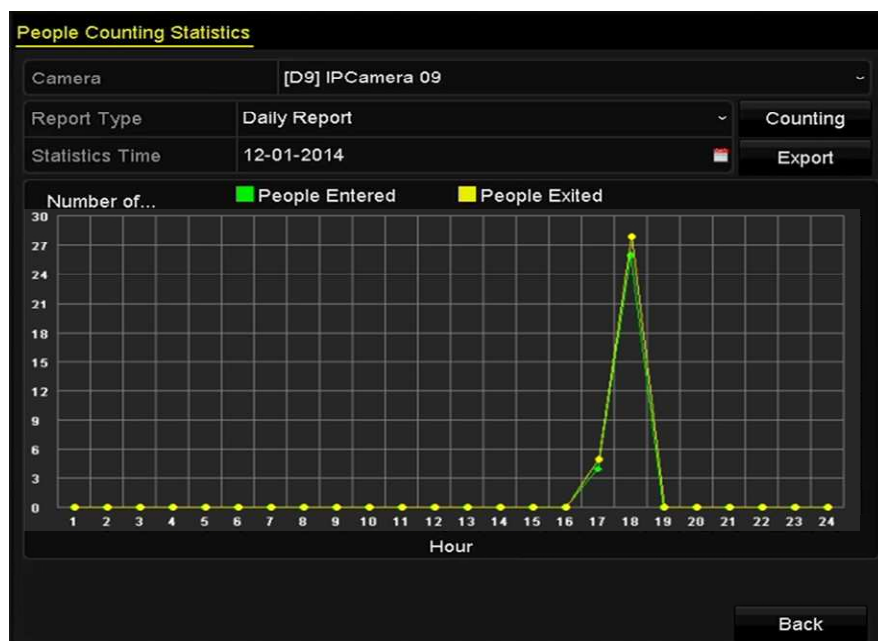 People Counting Statistics
Camera [D9] IPCamera 09
Report Type Daily Report Counting
Statistics Time 12-01-2014 Export
Number of... People Entered People Exited
30
27
24
21
18
15
12
9
6
3
0
1 2 3 4 5 6 7 8 9 10 11 12 13 14 15 16 17 18 19 20 21 22 23 24
Hour
Back